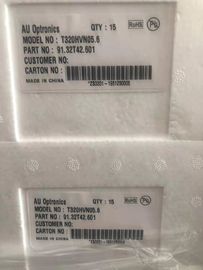 AU Optronics QTY : 15 RoHS
MODEL NO : T320HVN05.6
PART NO : 91.32T42.601
CUSTOMER NO:
CARTON NO :
MADE IN CHINA
AU Optronics QTY : 15 RoHS
MODEL NO : T320HVN05.6
PART NO : 91.32T42.601
CUSTOMER NO:
CARTON NO :
MADE IN CHINA